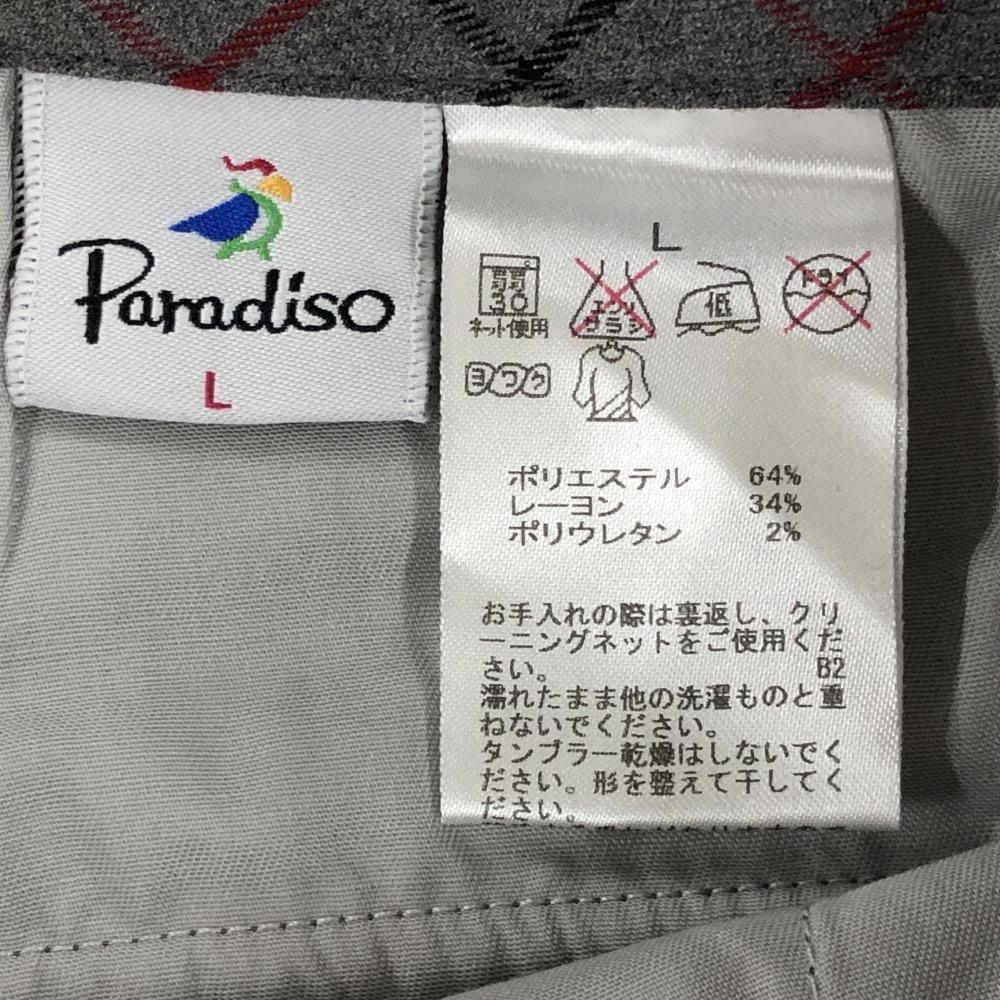 Paradiso
L
L
弱
30
ネット使用
エンソ
サラシ
低
ドライ
ヨワク
ポリエステル 64%
レーヨン 34%
ポリウレタン 2%
お手入れの際は裏返し、クリ
ーニングネットをご使用くだ
さい。 B2
濡れたまま他の洗濯ものと重
ねないでください。
タンブラー乾燥はしないでく
ださい。形を整えて干してく
ださい。